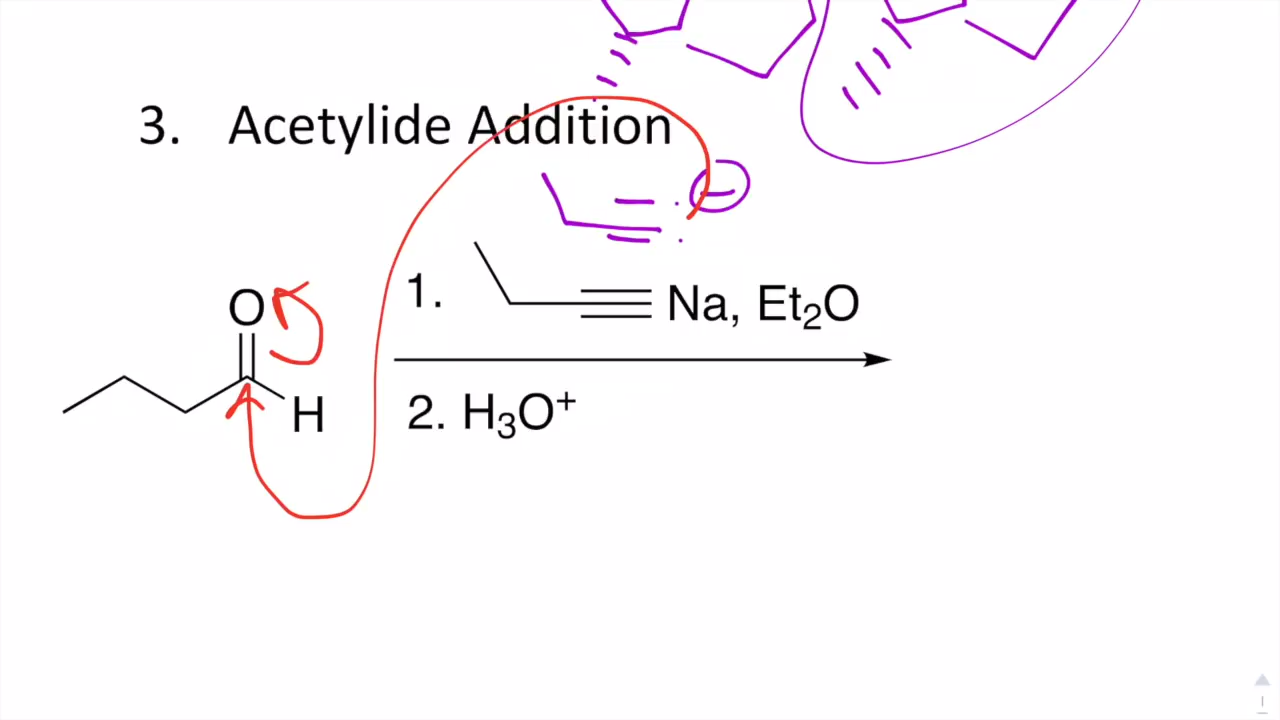 3. Acetylide Addition
1. Na, Et₂O
O
H
2. H₃O⁺